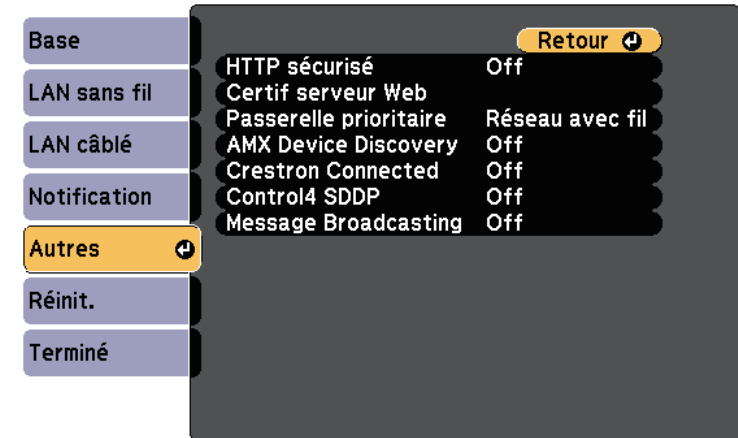 Base
LAN sans fil
LAN câblé
Notification
Autres
Réinit.
Terminé
Retour
HTTP sécurisé Off
Certif serveur Web
Passerelle prioritaire Réseau avec fil
AMX Device Discovery Off
Crestron Connected Off
Control4 SDDP Off
Message Broadcasting Off